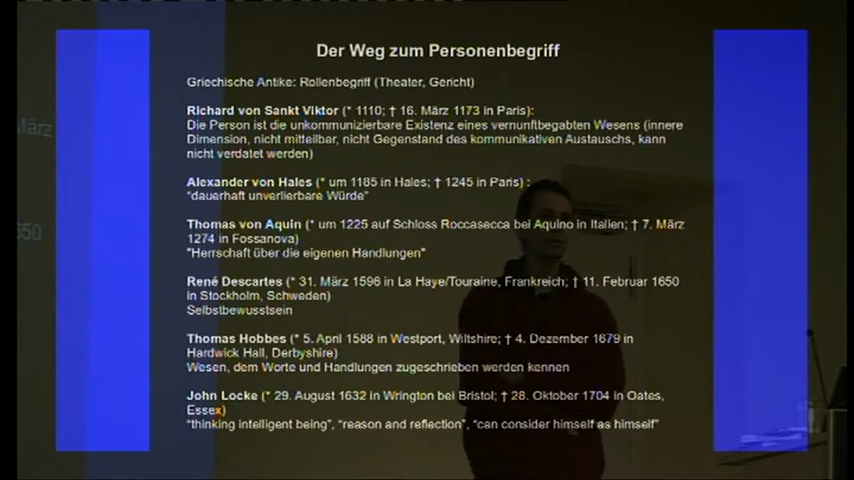 Der Weg zum Personenbegriff
Griechische Antike: Rollenbegriff (Theater, Gericht)
Richard von Sankt Viktor (* 1110; † 16. März 1173 in Paris):
Die Person ist die unkommunizierbare Existenz eines vernunftbegabten Wesens (innere
Dimension, nicht mitteilbar, nicht Gegenstand des kommunikativen Austauschs, kann
nicht verdatet werden)
Alexander von Hales (* um 1185 in Hales; † 1245 in Paris) :
"dauerhaft unverlierbare Würde"
Thomas von Aquin (* um 1225 auf Schloss Roccasecca bei Aquino in Italien; † 7. März
1274 in Fossanova)
"Herrschaft über die eigenen Handlungen"
René Descartes (* 31. März 1596 in La Haye/Touraine, Frankreich; † 11. Februar 1650
in Stockholm, Schweden)
Selbstbewusstsein
Thomas Hobbes (* 5. April 1588 in Westport, Wiltshire; † 4. Dezember 1679 in
Hardwick Hall, Derbyshire)
Wesen, dem Worte und Handlungen zugeschrieben werden kennen
John Locke (* 29. August 1632 in Wrington bei Bristol; † 28. Oktober 1704 in Oates,
Essex)
"thinking intelligent being", "reason and reflection", "can consider himself as himself"
März
650